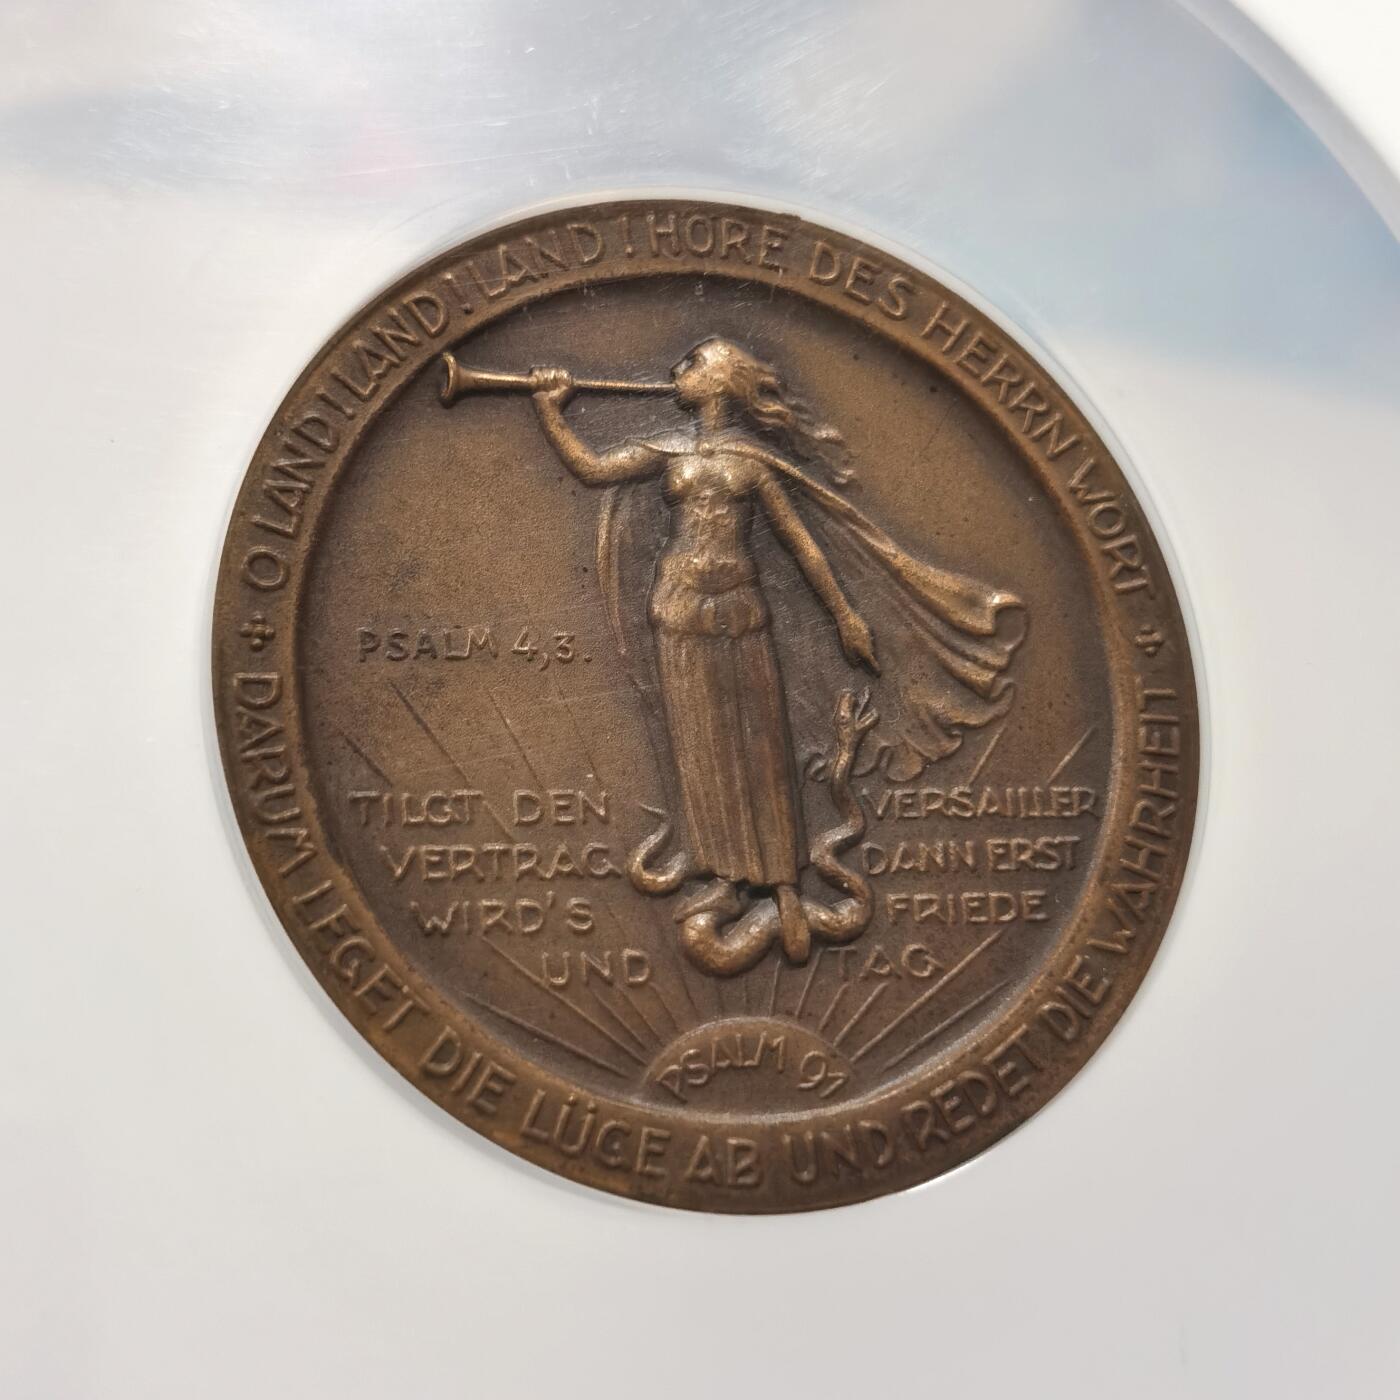 O LAND! LAND! LAND! HÖRE DES HERRN WORT
DARUM LEGET DIE LÜGE AB UND REDET DIE WAHRHEIT
PSALM 4,3.
TILGT DEN VERSAILLER
VERTRAG DANN ERST
WIRD'S FRIEDE
UND TAG
PSALM 97